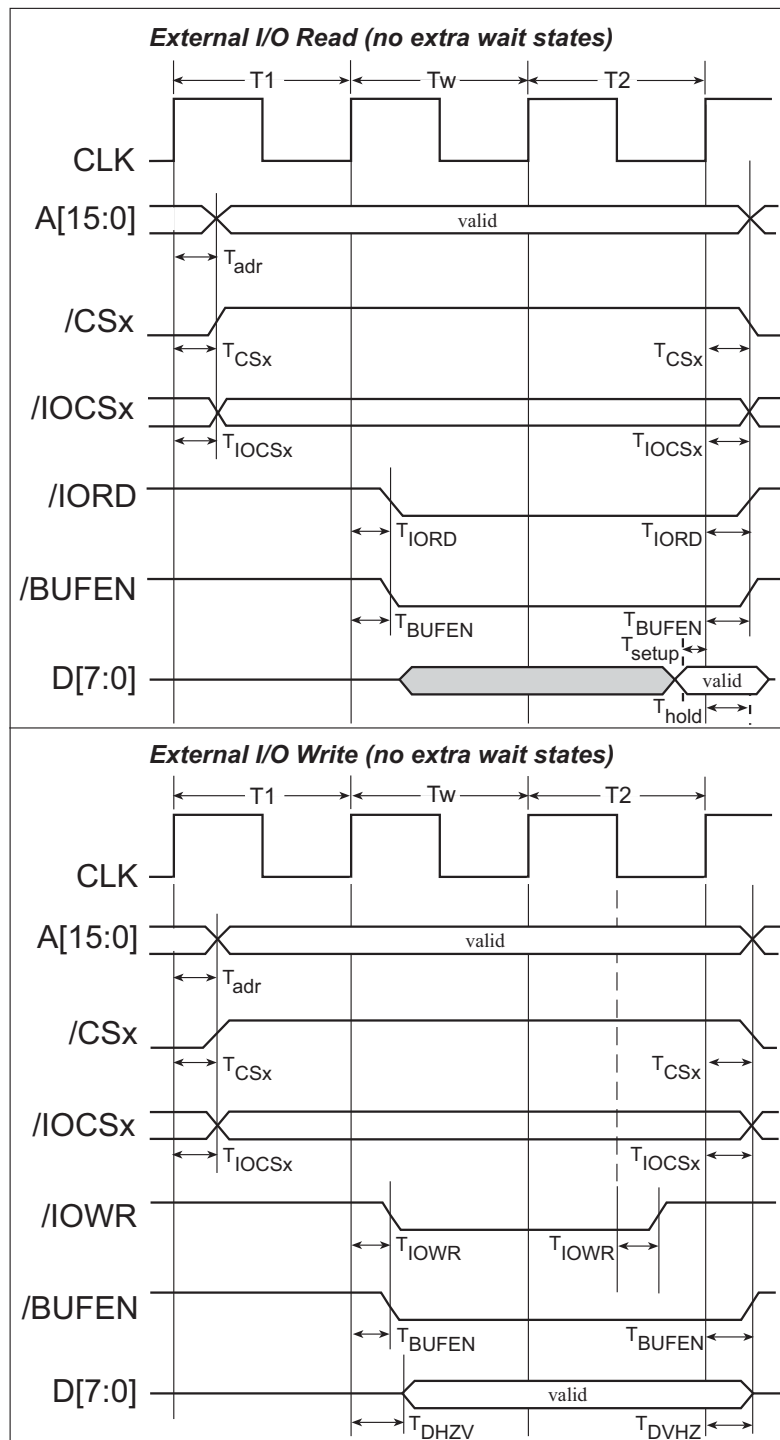 External I/O Read (no extra wait states)
T1 Tw T2
CLK
A[15:0] valid
Tadr
/CSx
TCSx TCSx
/IOCSx
TIOCSx TIOCSx
/IORD
TIORD TIORD
/BUFEN
TBUFEN TBUFEN
Tsetup
D[7:0] valid
Thold
External I/O Write (no extra wait states)
T1 Tw T2
CLK
A[15:0] valid
Tadr
/CSx
TCSx TCSx
/IOCSx
TIOCSx TIOCSx
/IOWR
TIOWR TIOWR
/BUFEN
TBUFEN TBUFEN
D[7:0] valid
TDHZV TDVHZ